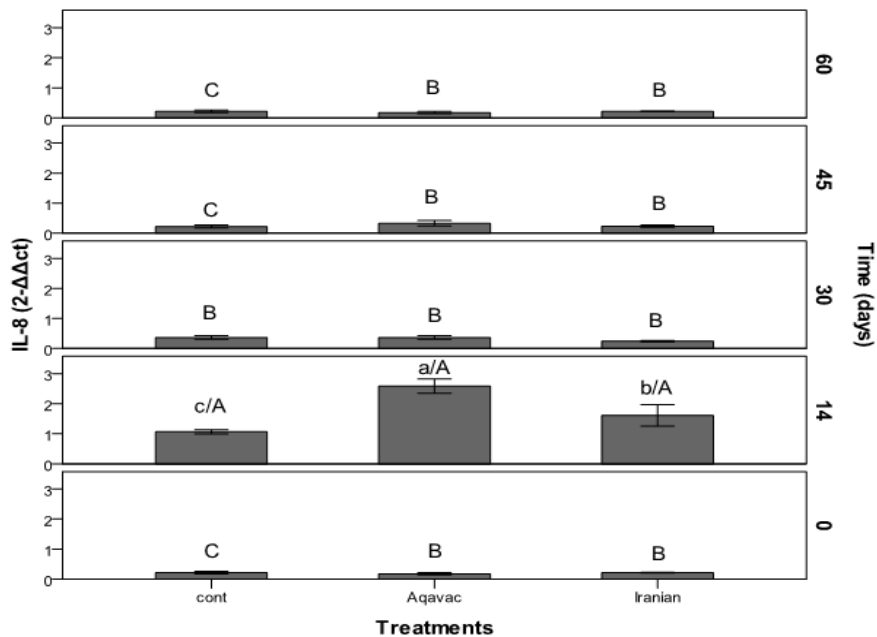 3
2
1
0
C
B
B
60
3
2
1
0
C
B
B
45
3
2
1
0
B
B
B
30
3
2
1
0
c/A
a/A
b/A
14
3
2
1
0
C
B
B
0
cont
Aqavac
Iranian
Treatments
IL-8 (2-ΔΔct)
Time (days)